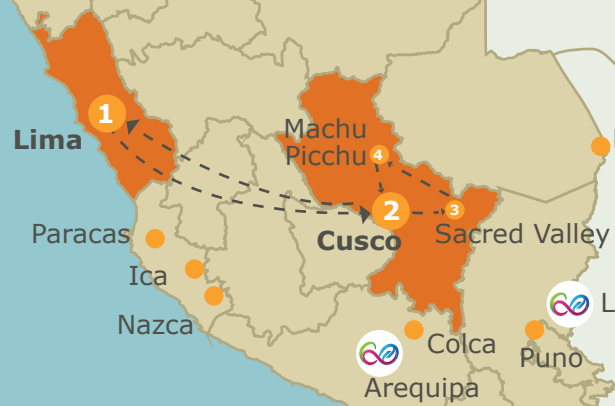 1
Lima
Machu
Picchu
4
2
Cusco
3
Sacred Valley
Paracas
Ica
Nazca
L
Colca
Puno
Arequipa